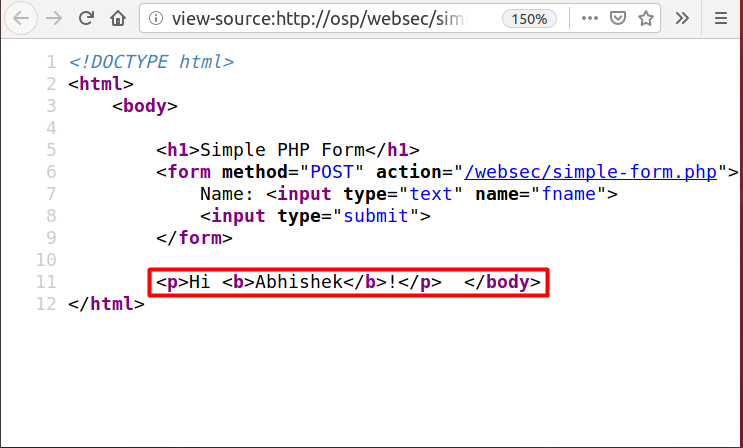 view-source:http://osp/websec/sim 150%
1 <!DOCTYPE html>
2 <html>
3     <body>
4
5         <h1>Simple PHP Form</h1>
6         <form method="POST" action="/websec/simple-form.php">
7             Name: <input type="text" name="fname">
8             <input type="submit">
9         </form>
10
11         <p>Hi <b>Abhishek</b>!</p>  </body>
12 </html>